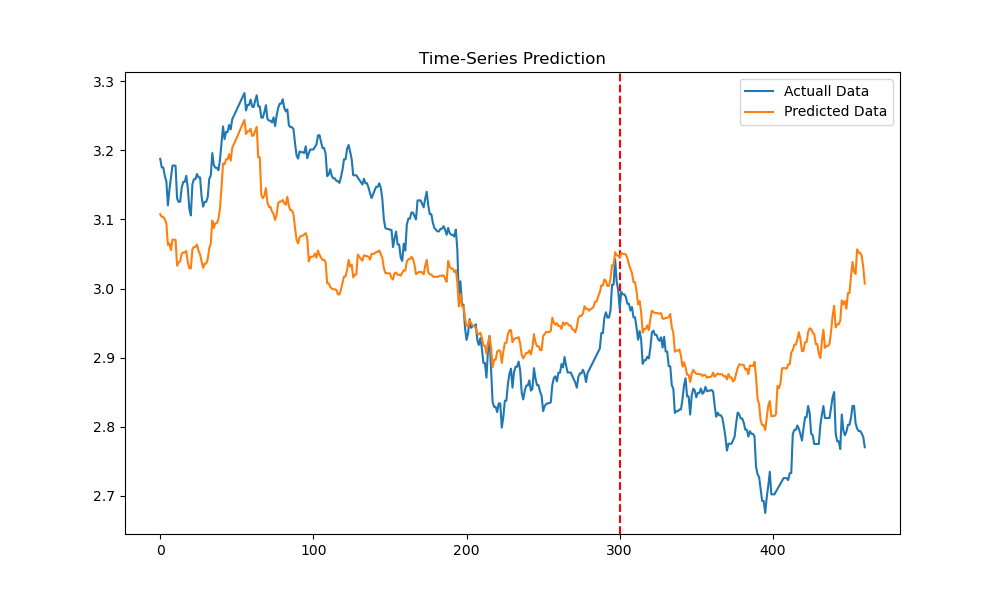 Time-Series Prediction
Actuall Data
Predicted Data
3.3
3.2
3.1
3.0
2.9
2.8
2.7
0 100 200 300 400